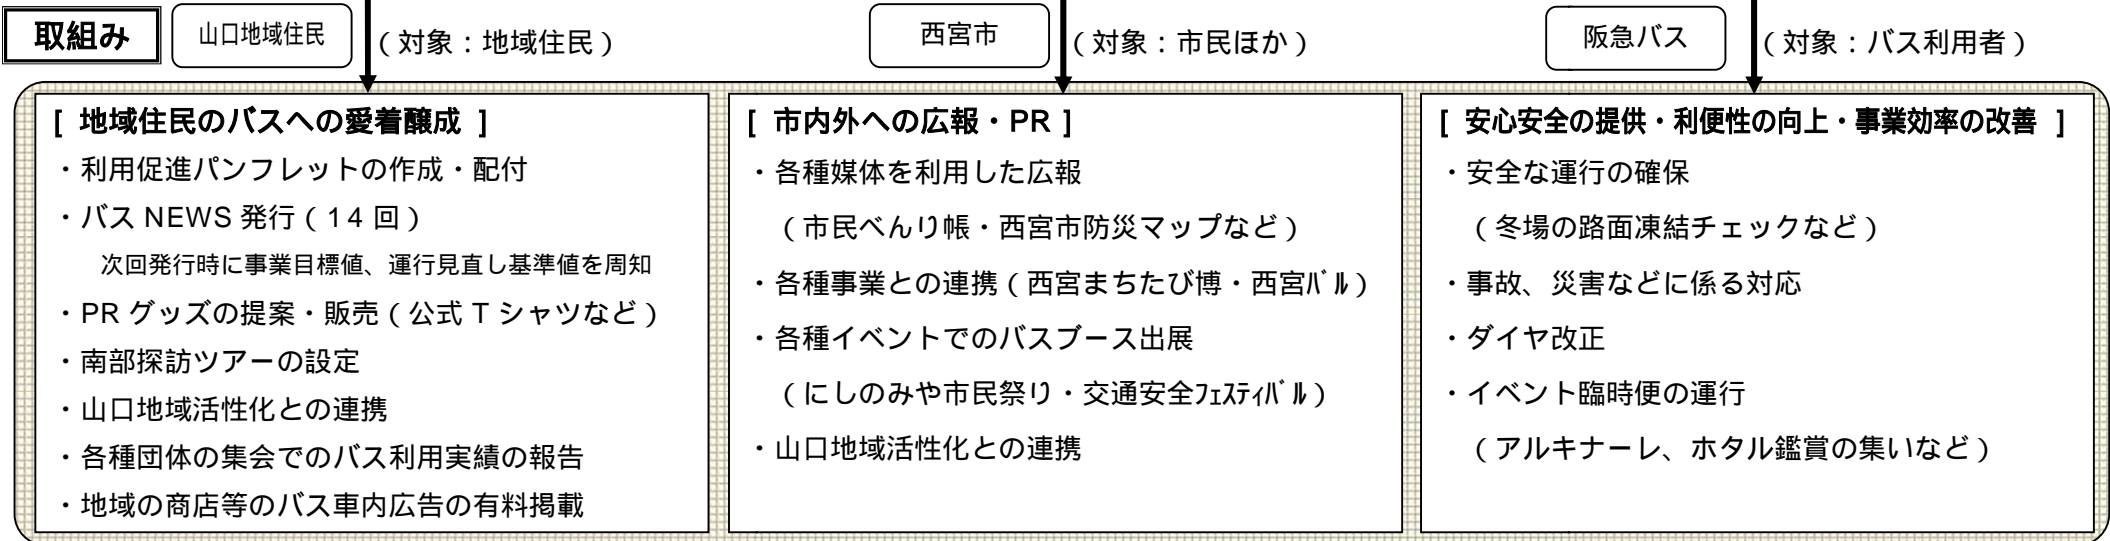 取組み
山口地域住民
(対象:地域住民)
西宮市
(対象:市民ほか)
阪急バス
(対象:バス利用者)
[ 地域住民のバスへの愛着醸成 ]
・利用促進パンフレットの作成・配付
・バス NEWS 発行(14 回)
次回発行時に事業目標値、運行見直し基準値を周知
・PR グッズの提案・販売(公式 T シャツなど)
・南部探訪ツアーの設定
・山口地域活性化との連携
・各種団体の集会でのバス利用実績の報告
・地域の商店等のバス車内広告の有料掲載
[ 市内外への広報・PR ]
・各種媒体を利用した広報
(市民べんり帳・西宮市防災マップなど)
・各種事業との連携(西宮まちたび博・西宮バル)
・各種イベントでのバスブース出展
(にしのみや市民祭り・交通安全フェスティバル)
・山口地域活性化との連携
[ 安心安全の提供・利便性の向上・事業効率の改善 ]
・安全な運行の確保
(冬場の路面凍結チェックなど)
・事故、災害などに係る対応
・ダイヤ改正
・イベント臨時便の運行
(アルキナーレ、ホタル鑑賞の集いなど)